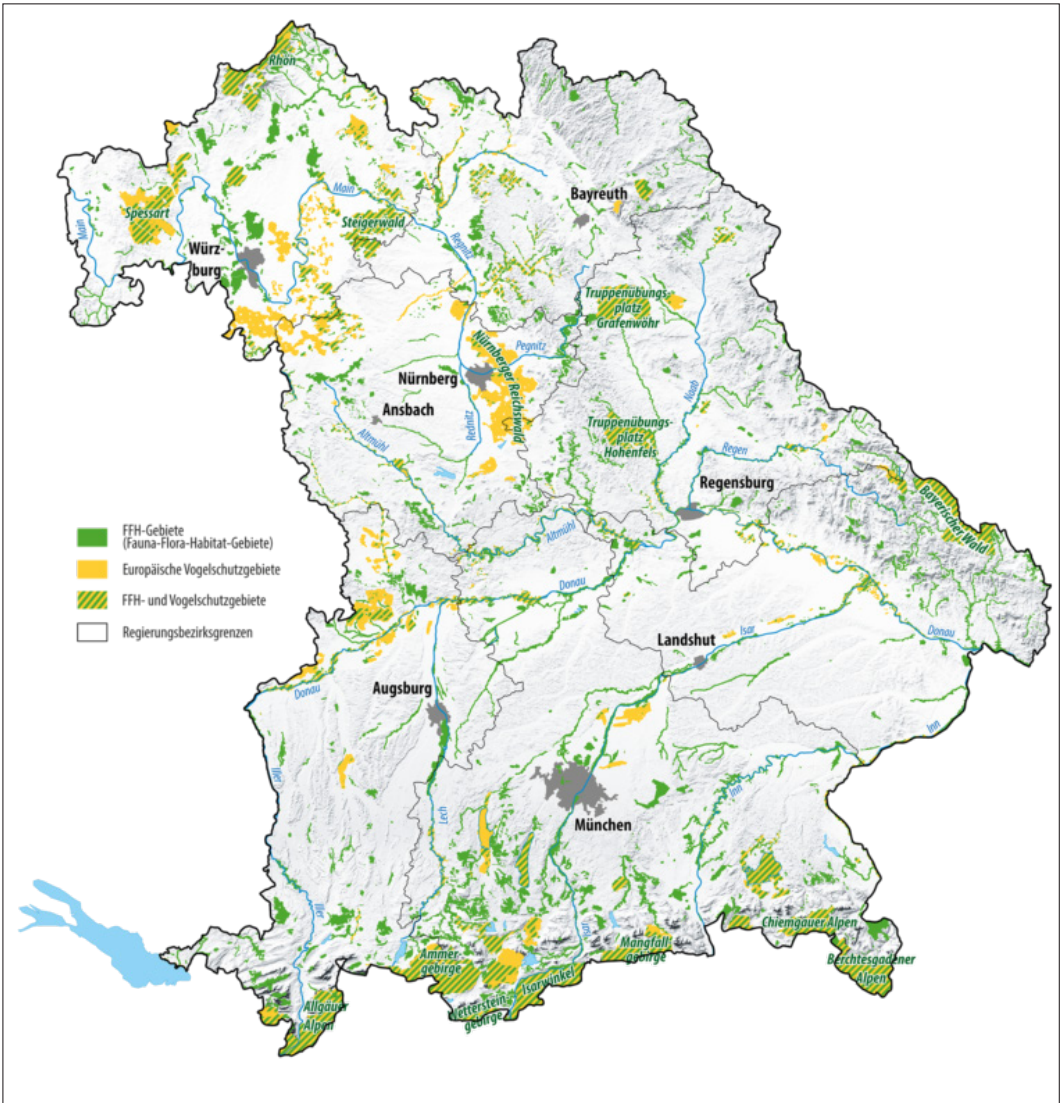 Rhön
Main
Spessart
Main
Würz-
burg
Steigerwald
Regnitz
Bayreuth
Truppenübungs-
platz
Grafenwöhr
Pegnitz
Nürnberger Reichswald
Nürnberg
Ansbach
Rednitz
Naab
Altmühl
Truppenübungs-
platz
Hohenfels
Regen
Regensburg
Bayerischer Wald
FFH-Gebiete
(Fauna-Flora-Habitat-Gebiete)
Europäische Vogelschutzgebiete
FFH- und Vogelschutzgebiete
Regierungsbezirksgrenzen
Altmühl
Donau
Landshut
Isar
Donau
Donau
Augsburg
Iller
Lech
München
Inn
Inn
Iller
Isar
Ammer-
gebirge
Mangfall-
gebirge
Chiemgauer Alpen
Berchtesgadener
Alpen
Isarwinkel
Wetterstein
gebirge
Allgäuer
Alpen